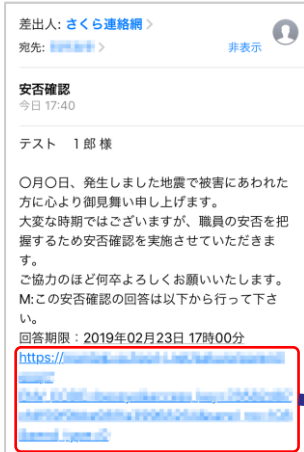 差出人: さくら連絡網
宛先:
非表示
安否確認
今日 17:40
テスト 1郎 様
〇月〇日、発生しました地震で被害にあわれた
方に心より御見舞い申し上げます。
大変な時期ではございますが、職員の安否を把
握するため安否確認を実施させていただきま
す。
ご協力のほど何卒よろしくお願いいたします。
M:この安否確認の回答は以下から行って下さ
い。
回答期限：2019年02月23日 17時00分
https://